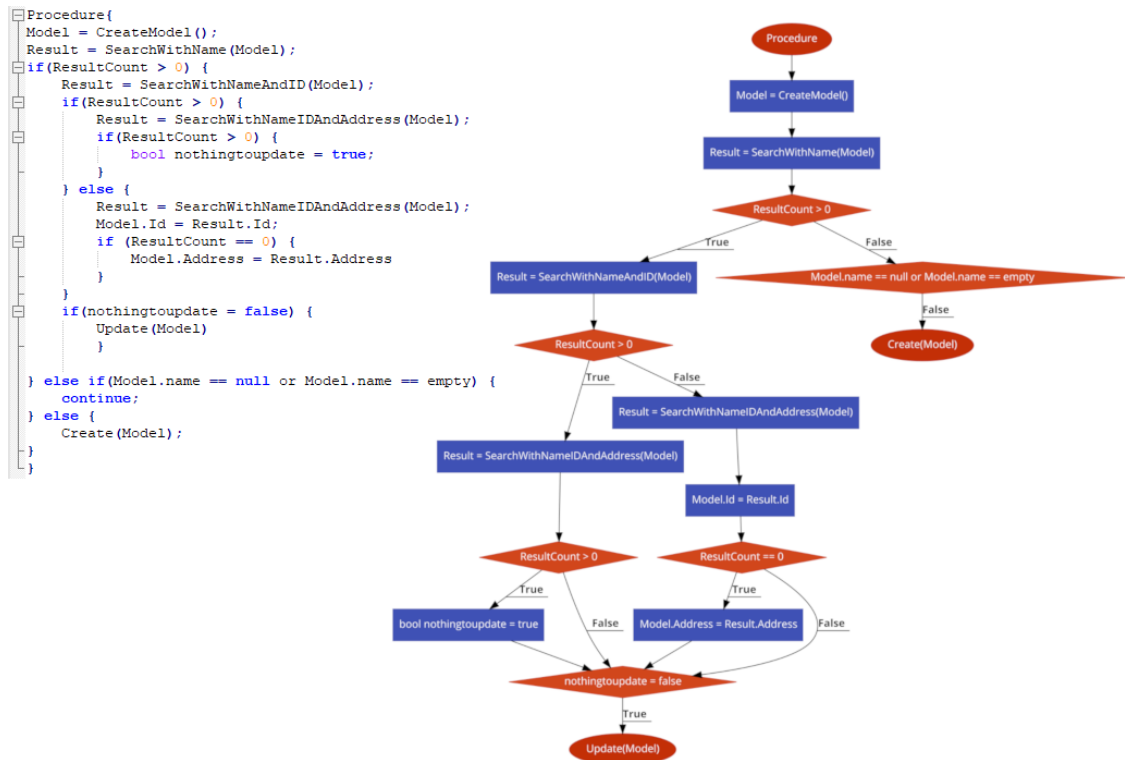 Procedure{
Model = CreateModel();
Result = SearchWithName(Model);
if(ResultCount > 0) {
Result = SearchWithNameAndID(Model);
if(ResultCount > 0) {
Result = SearchWithNameIDAndAddress(Model);
if(ResultCount > 0) {
bool nothingtoupdate = true;
}
} else {
Result = SearchWithNameIDAndAddress(Model);
Model.Id = Result.Id;
if (ResultCount == 0) {
Model.Address = Result.Address
}
}
if(nothingtoupdate = false) {
Update(Model)
}
} else if(Model.name == null or Model.name == empty) {
continue;
} else {
Create(Model);
}
}
Procedure
Model = CreateModel()
Result = SearchWithName(Model)
ResultCount > 0
True
False
Result = SearchWithNameAndID(Model)
Model.name == null or Model.name == empty
False
ResultCount > 0
Create(Model)
True
False
Result = SearchWithNameIDAndAddress(Model)
Result = SearchWithNameIDAndAddress(Model)
Model.Id = Result.Id
ResultCount > 0
ResultCount == 0
True
True
bool nothingtoupdate = true
False
Model.Address = Result.Address
False
nothingtoupdate = false
True
Update(Model)